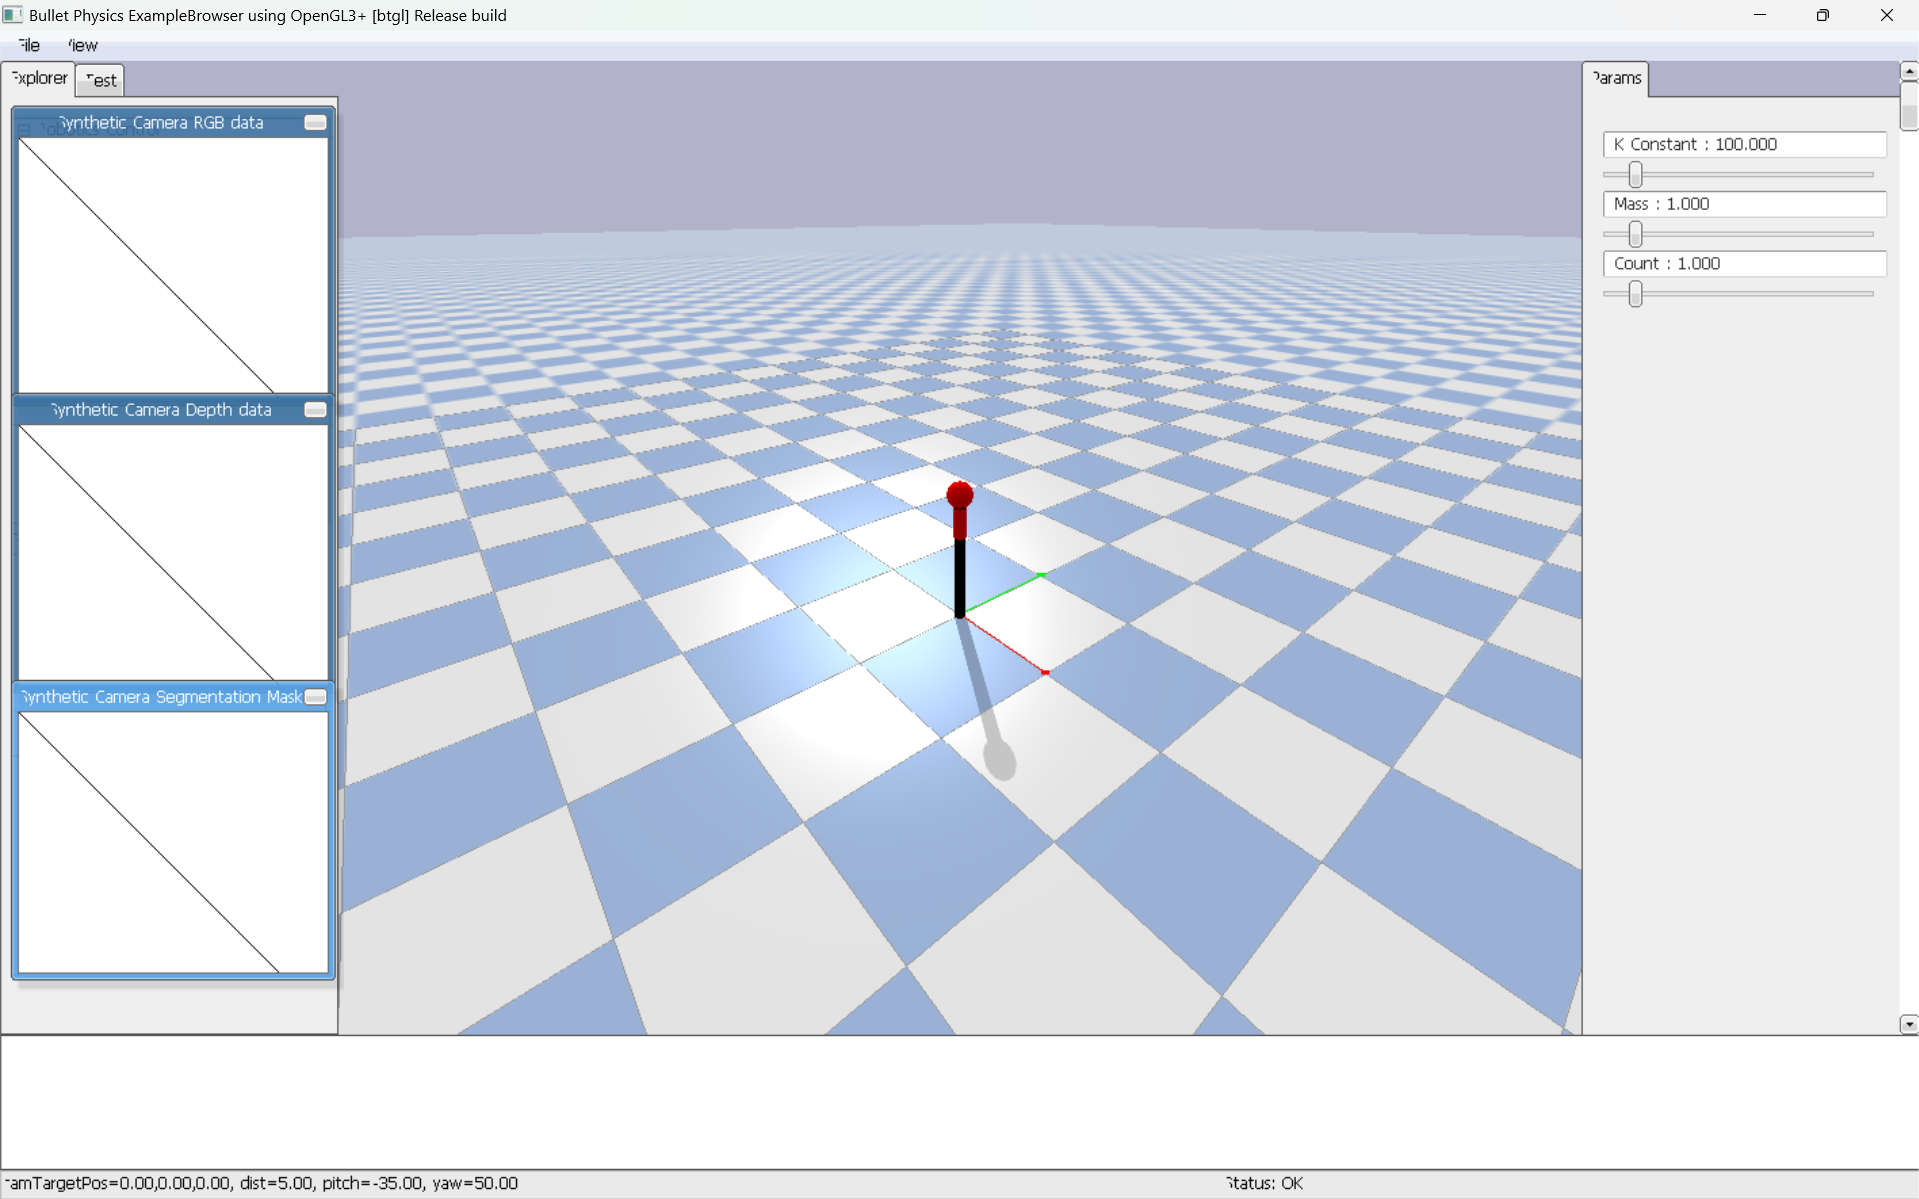 Bullet Physics ExampleBrowser using OpenGL3+ [btgl] Release build
File View
Explorer Test
Params
Synthetic Camera RGB data
K Constant : 100.000
Mass : 1.000
Count : 1.000
Synthetic Camera Depth data
Synthetic Camera Segmentation Mask
CamTargetPos=0.00,0.00,0.00, dist=5.00, pitch=-35.00, yaw=50.00
Status: OK